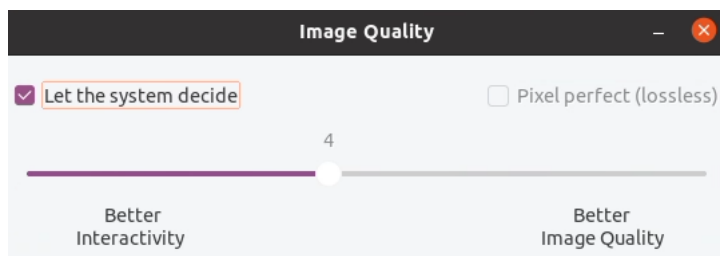 Image Quality
Let the system decide
Pixel perfect (lossless)
4
Better
Interactivity
Better
Image Quality